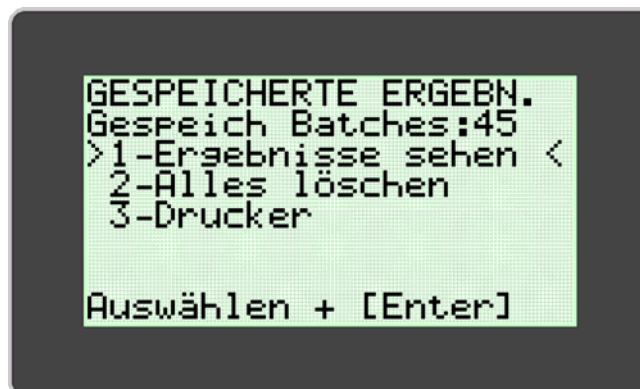 GESPEICHERTE ERGEBN.
Gespeich Batches:45
>1-Ergebnisse sehen <
2-Alles löschen
3-Drucker
Auswählen + [Enter]